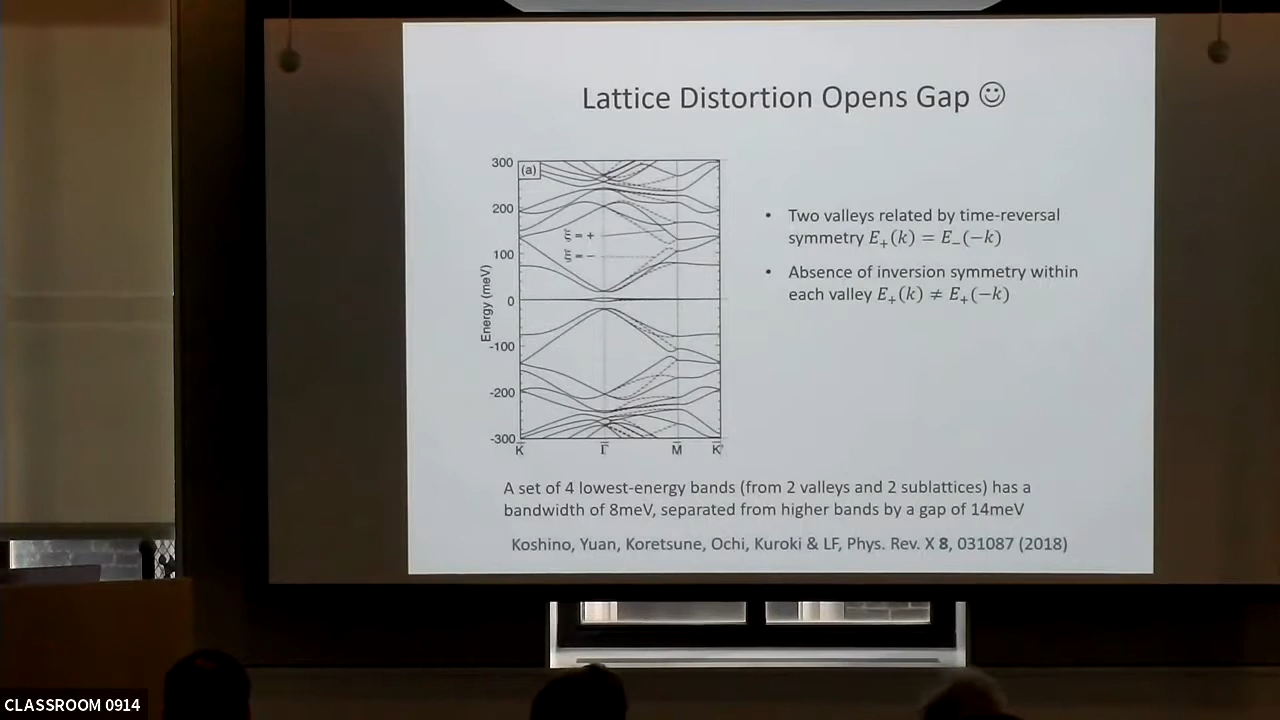 Lattice Distortion Opens Gap ☺
(a)
300
200
100
0
-100
-200
-300
Energy (meV)
ξ = +
ξ = −
K̄
Γ̄
M̄
K̄'
• Two valleys related by time-reversal
symmetry E₊(k) = E₋(−k)
• Absence of inversion symmetry within
each valley E₊(k) ≠ E₊(−k)
A set of 4 lowest-energy bands (from 2 valleys and 2 sublattices) has a
bandwidth of 8meV, separated from higher bands by a gap of 14meV
Koshino, Yuan, Koretsune, Ochi, Kuroki & LF, Phys. Rev. X 8, 031087 (2018)
CLASSROOM 0914